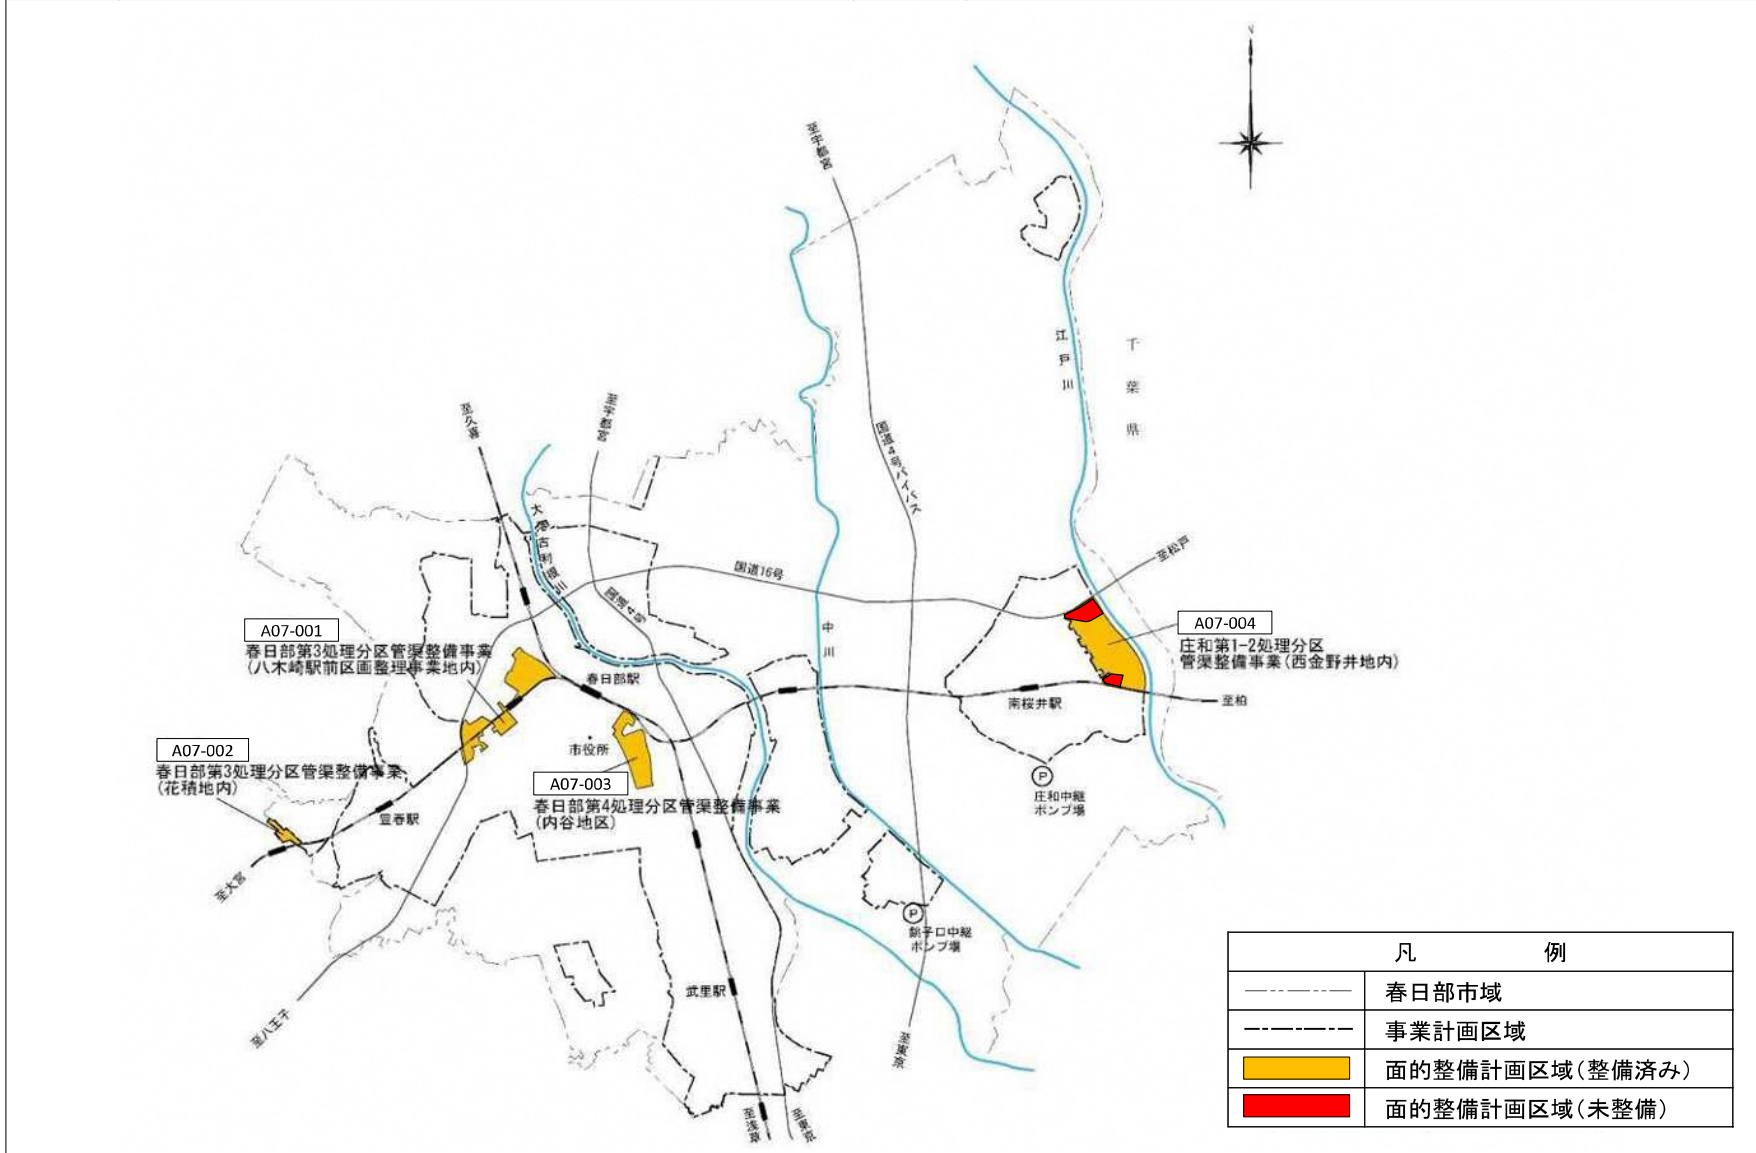 N
至宇都宮
江戸川
千葉県
至久喜
至宇都宮
国道4号バイパス
大落古利根川
国道16号
国道4号
至松戸
中川
A07-001
春日部第3処理分区管渠整備事業
(八木崎駅前区画整理事業地内)
A07-004
庄和第1-2処理分区
管渠整備事業(西金野井地内)
春日部駅
南桜井駅
至柏
市役所
A07-002
春日部第3処理分区管渠整備事業
(花積地内)
A07-003
春日部第4処理分区管渠整備事業
(内谷地区)
豊春駅
P
庄和中継
ポンプ場
至大宮
P
銚子口中継
ポンプ場
武里駅
至八王子
至東京
至浅草
至東京
凡例
春日部市域
事業計画区域
面的整備計画区域(整備済み)
面的整備計画区域(未整備)